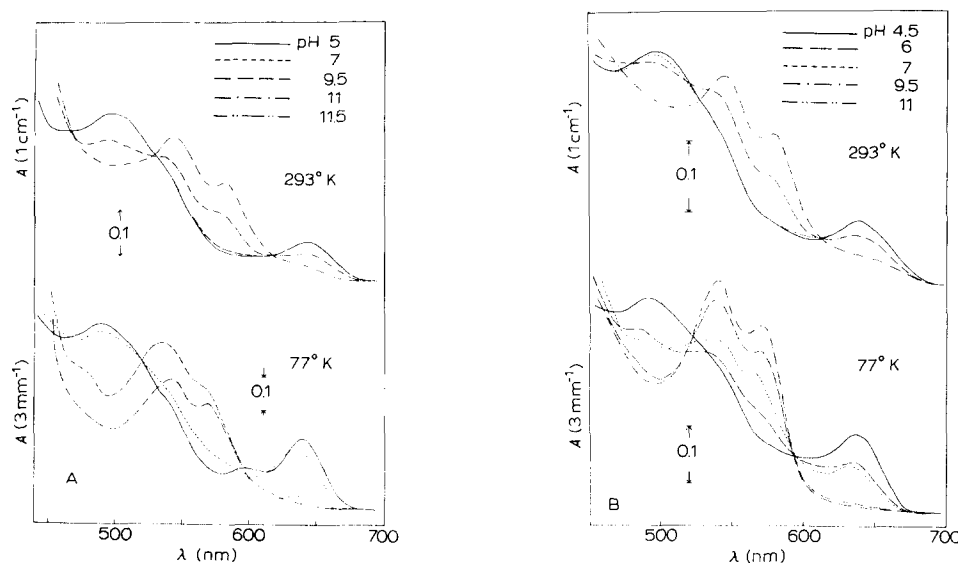 pH 5
7
9.5
11
11.5
A (1cm⁻¹)
293° K
0.1
A (3mm⁻¹)
77° K
0.1
A
500
600
700
λ (nm)
pH 4.5
6
7
9.5
11
A (1cm⁻¹)
293° K
0.1
A (3mm⁻¹)
77° K
0.1
B
500
600
700
λ (nm)